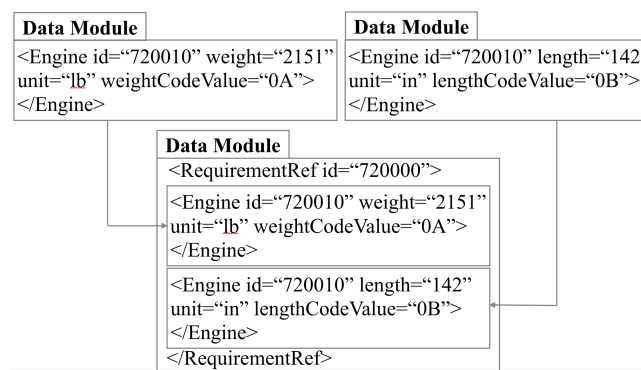 Data Module
<Engine id=“720010” weight=“2151”
unit=“lb” weightCodeValue=“0A”>
</Engine>
Data Module
<Engine id=“720010” length=“142
unit=“in” lengthCodeValue=“0B”>
</Engine>
Data Module
<RequirementRef id=“720000”>
<Engine id=“720010” weight=“2151”
unit=“lb” weightCodeValue=“0A”>
</Engine>
<Engine id=“720010” length=“142”
unit=“in” lengthCodeValue=“0B”>
</Engine>
</RequirementRef>